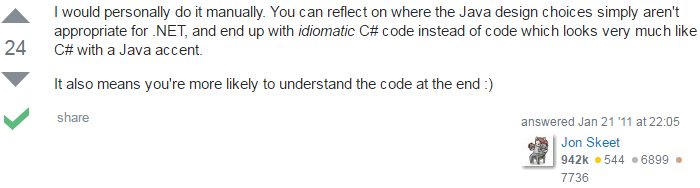 I would personally do it manually. You can reflect on where the Java design choices simply aren't
appropriate for .NET, and end up with idiomatic C# code instead of code which looks very much like
C# with a Java accent.
24
It also means you're more likely to understand the code at the end :)
share
answered Jan 21 '11 at 22:05
Jon Skeet
942k 544 6899
7736